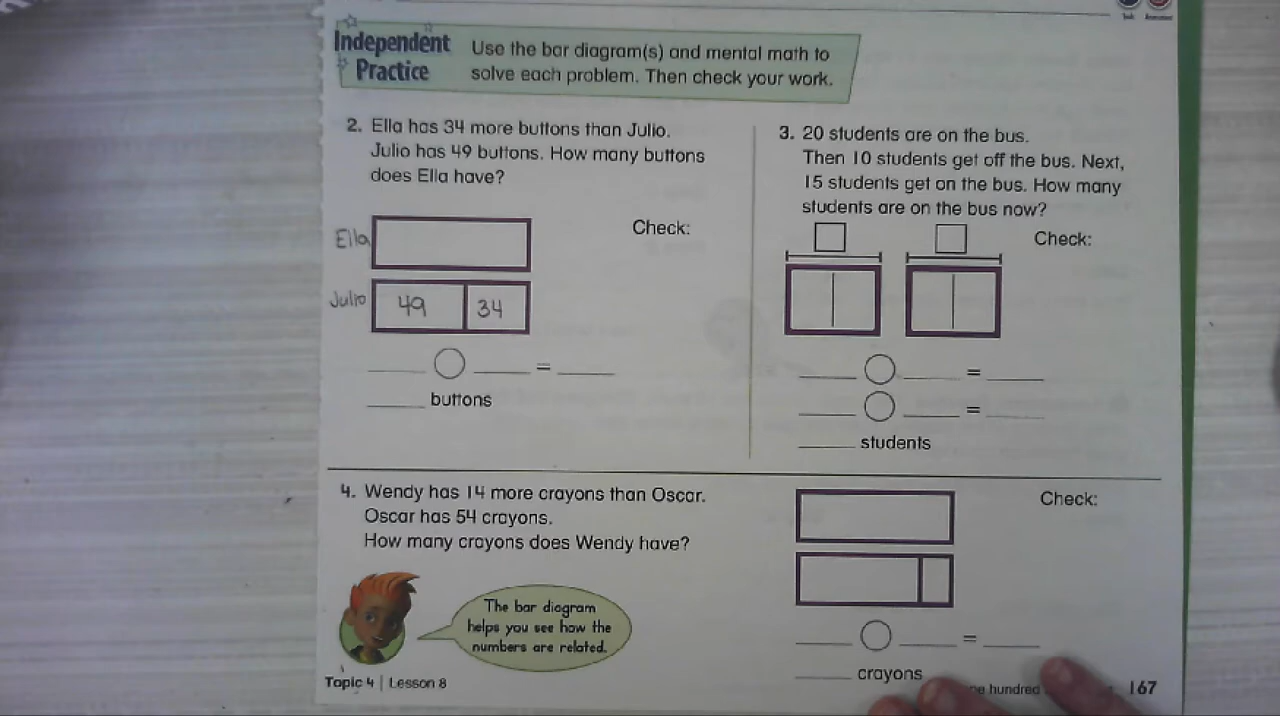 Independent
Practice
Use the bar diagram(s) and mental math to
solve each problem. Then check your work.
2. Ella has 34 more buttons than Julio.
Julio has 49 buttons. How many buttons
does Ella have?
Ella
Check:
Julio 49 34
=
buttons
3. 20 students are on the bus.
Then 10 students get off the bus. Next,
15 students get on the bus. How many
students are on the bus now?
Check:
=
=
students
4. Wendy has 14 more crayons than Oscar.
Oscar has 54 crayons.
How many crayons does Wendy have?
Check:
The bar diagram
helps you see how the
numbers are related.
=
crayons
Topic 4 | Lesson 8
hundred
167